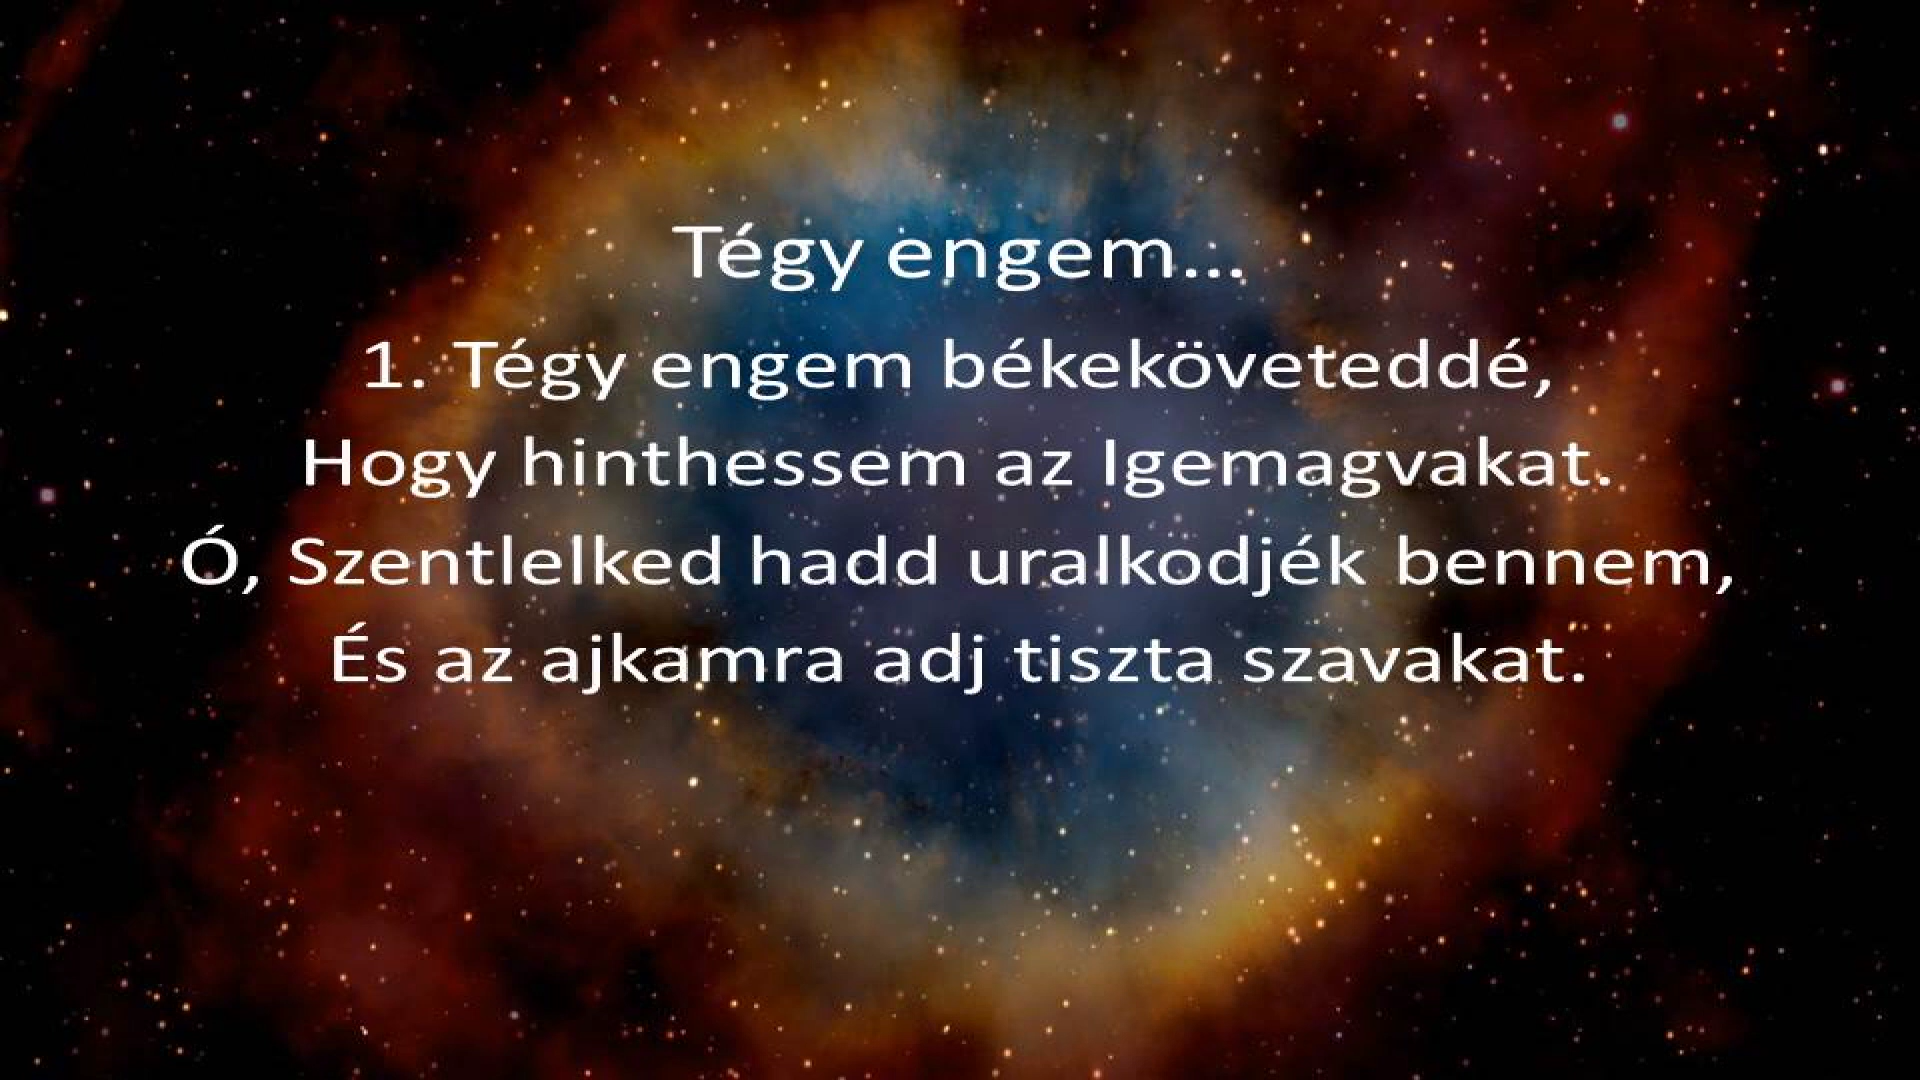 Tégy engem...
1. Tégy engem békeköveteddé,
Hogy hinthessem az Igemagvakat.
Ó, Szentlelked hadd uralkodjék bennem,
És az ajkamra adj tiszta szavakat.